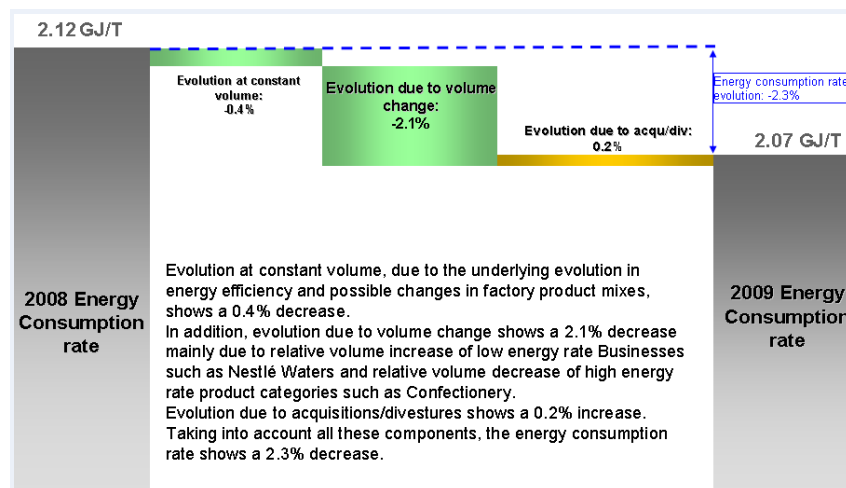 2.12 GJ/T
Evolution at constant
volume:
-0.4%
Evolution due to volume
change:
-2.1%
Evolution due to acqu/div:
0.2%
Energy consumption rate
evolution: -2.3%
2.07 GJ/T
2008 Energy
Consumption
rate
Evolution at constant volume, due to the underlying evolution in
energy efficiency and possible changes in factory product mixes,
shows a 0.4% decrease.
In addition, evolution due to volume change shows a 2.1% decrease
mainly due to relative volume increase of low energy rate Businesses
such as Nestlé Waters and relative volume decrease of high energy
rate product categories such as Confectionery.
Evolution due to acquisitions/divestures shows a 0.2% increase.
Taking into account all these components, the energy consumption
rate shows a 2.3% decrease.
2009 Energy
Consumption
rate